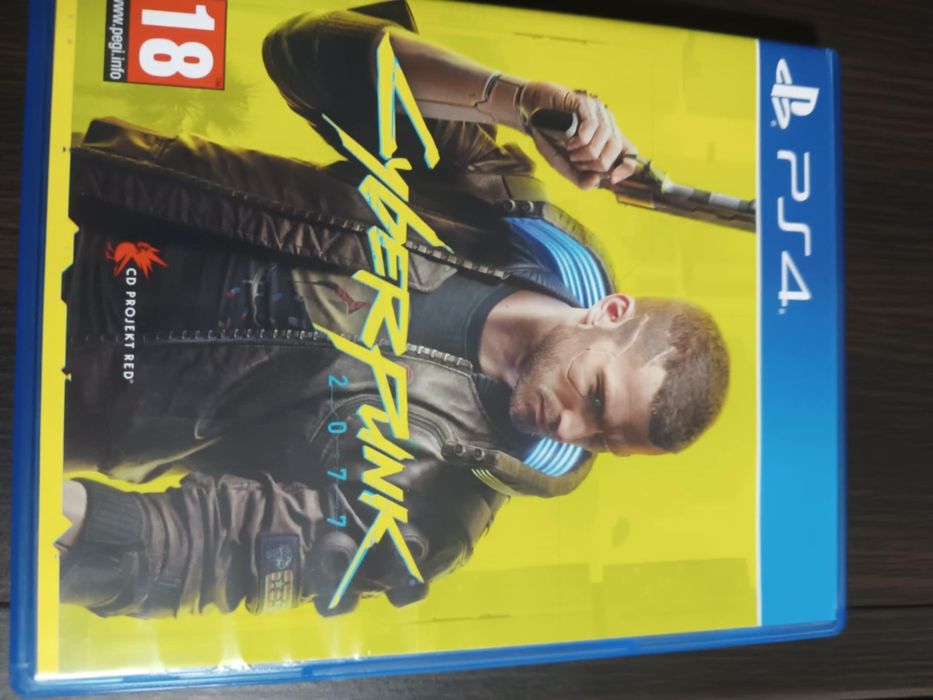 PS4
CYBERPUNK
2077
CD PROJEKT RED
18
www.pegi.info